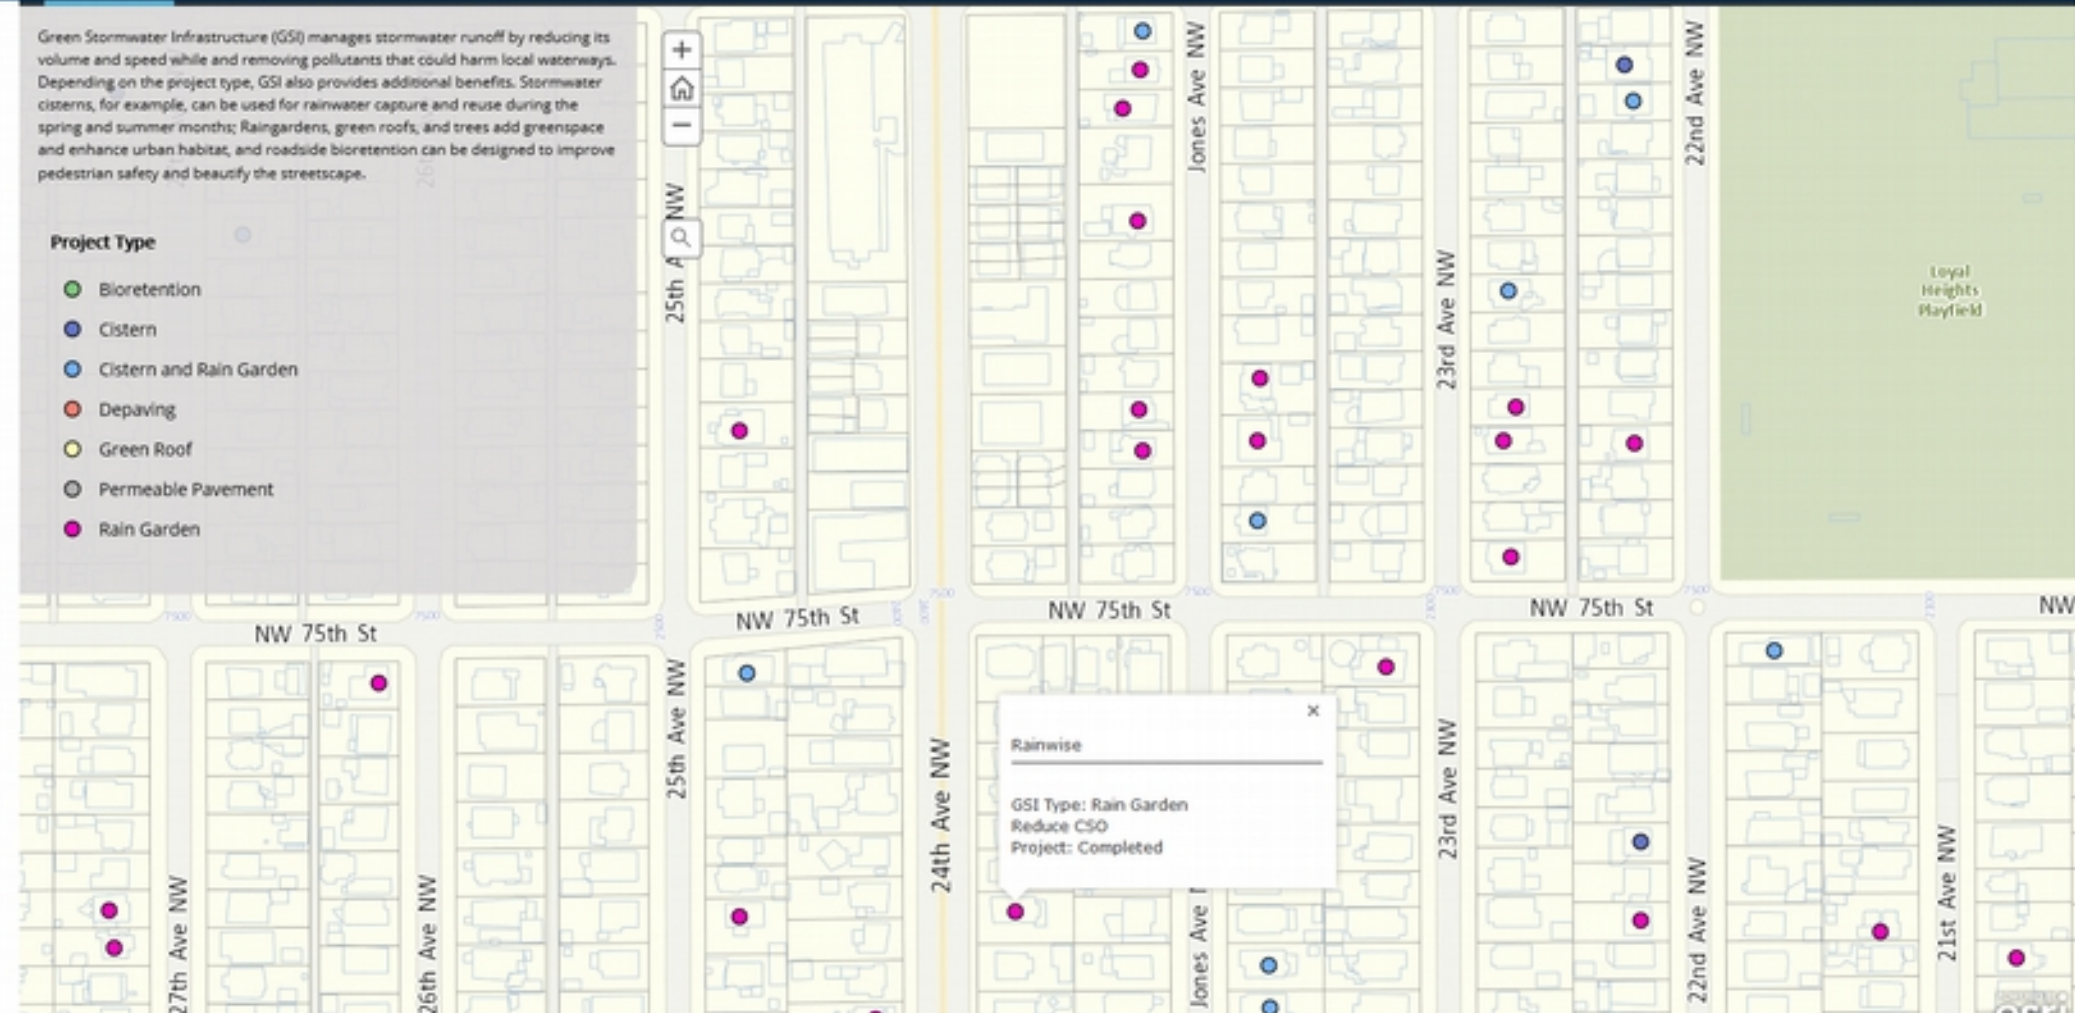 Green Stormwater Infrastructure (GSI) manages stormwater runoff by reducing its
volume and speed while and removing pollutants that could harm local waterways.
Depending on the project type, GSI also provides additional benefits. Stormwater
cisterns, for example, can be used for rainwater capture and reuse during the
spring and summer months; Raingardens, green roofs, and trees add greenspace
and enhance urban habitat, and roadside bioretention can be designed to improve
pedestrian safety and beautify the streetscape.
Project Type
Bioretention
Cistern
Cistern and Rain Garden
Depaving
Green Roof
Permeable Pavement
Rain Garden
25th A NW
Jones Ave NW
23rd Ave NW
22nd Ave NW
Loyal
Heights
Playfield
7500
7500
2500
7500
7500
7500
7500
NW 75th St
NW 75th St
NW 75th St
NW 75th St
NW
27th Ave NW
26th Ave NW
25th Ave NW
24th Ave NW
Rainwise
GSI Type: Rain Garden
Reduce CSO
Project: Completed
Jones Ave
23rd Ave NW
22nd Ave NW
21st Ave NW